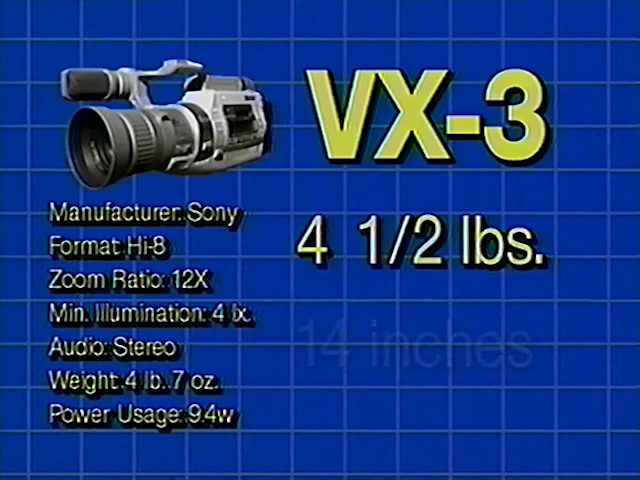 VX-3
Manufacturer: Sony
Format: Hi-8
Zoom Ratio: 12X
Min. Illumination: 4 lx.
Audio: Stereo
Weight: 4 lb. 7 oz.
Power Usage: 9.4w
4 1/2 lbs.
14 inches